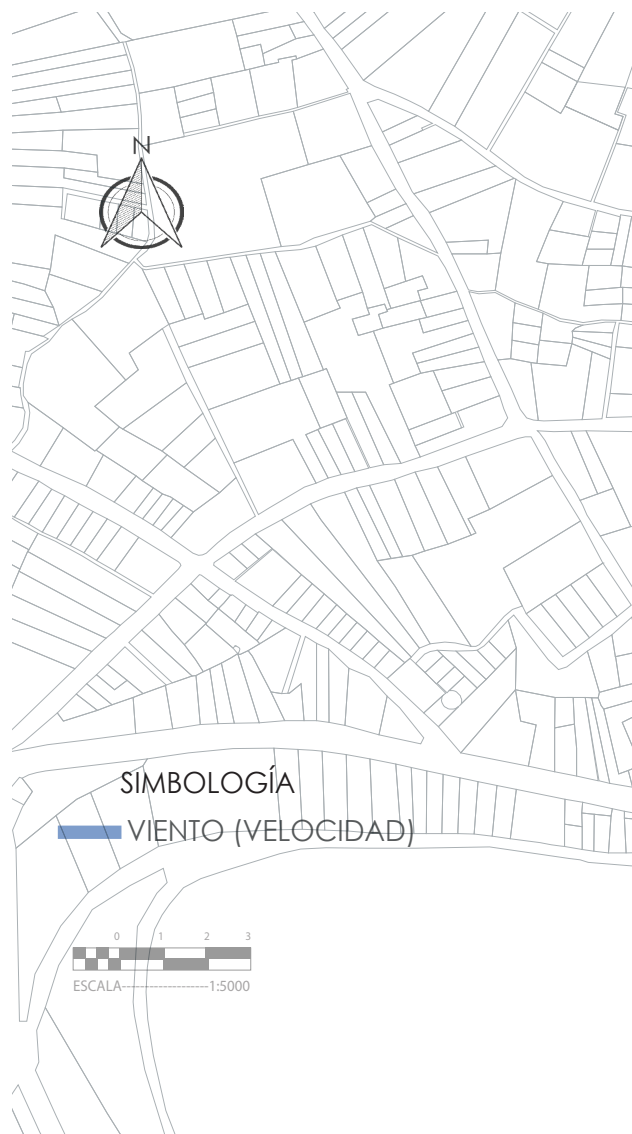 N
SIMBOLOGÍA
VIENTO (VELOCIDAD)
0 1 2 3
ESCALA--------------------1:5000